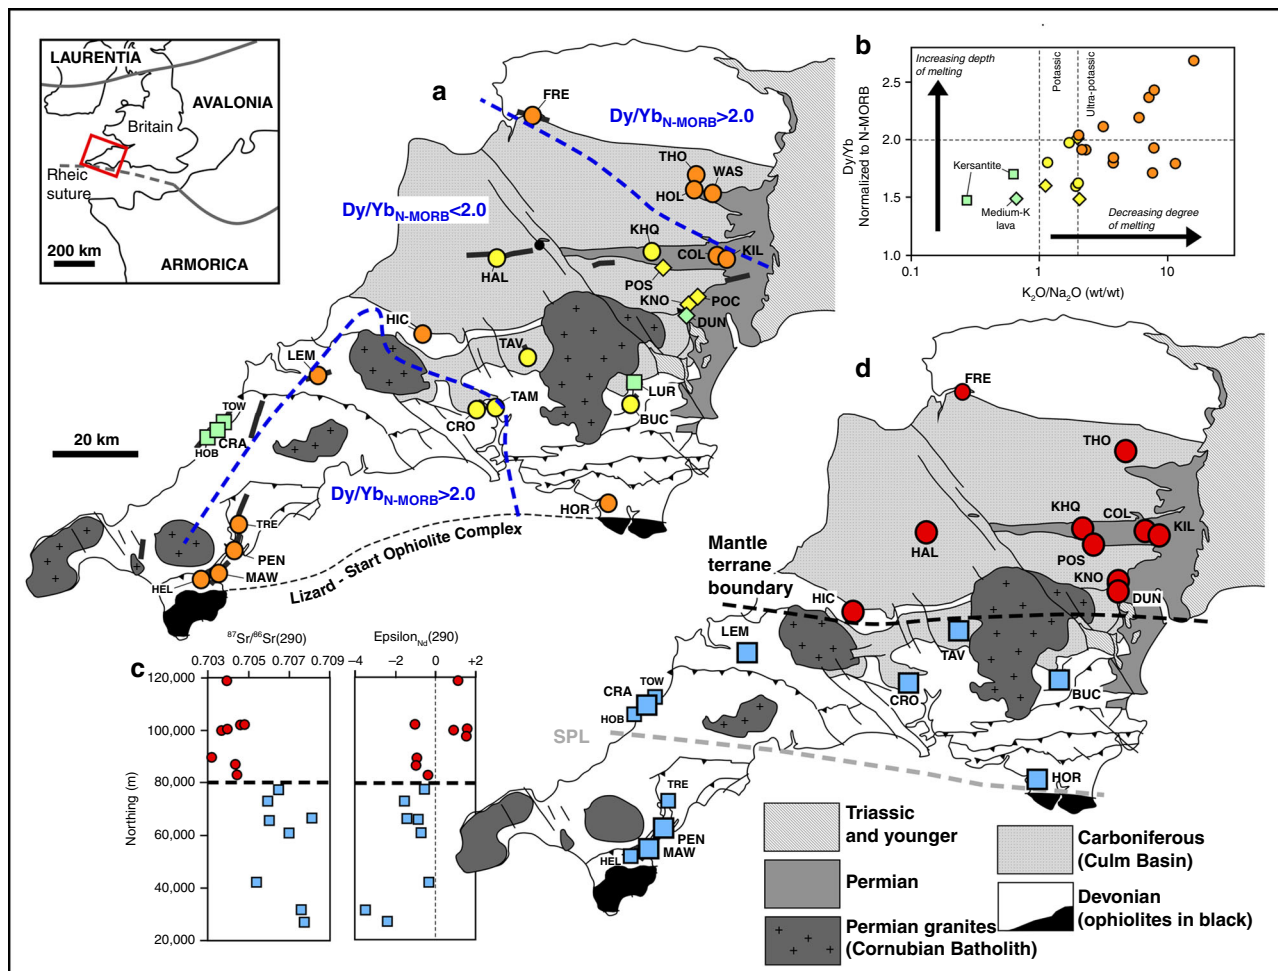 LAURENTIA
AVALONIA
Britain
Rheic
suture
200 km
ARMORICA
a
FRE
Dy/YbN-MORB>2.0
THO
WAS
HOL
Dy/YbN-MORB<2.0
KHQ
COL
KIL
HAL
POS
KNO
POC
DUN
HIC
TAV
LEM
LUR
TAM
CRO
BUC
TOW
CRA
HOB
20 km
Dy/YbN-MORB>2.0
HOR
TRE
PEN
MAW
HEL
Lizard - Start Ophiolite Complex
b
Increasing depth
of melting
Potassic
Ultra-potassic
2.5
2.0
1.5
1.0
Dy/Yb
Normalized to N-MORB
Kersantite
Medium-K
lava
Decreasing degree
of melting
0.1
1
10
K2O/Na2O (wt/wt)
c
87Sr/86Sr(290)
EpsilonNd(290)
0.703
0.705
0.707
0.709
−4
−2
0
+2
120,000
100,000
80,000
60,000
40,000
20,000
Northing (m)
d
FRE
THO
KHQ
COL
KIL
HAL
POS
KNO
DUN
HIC
Mantle
terrane
boundary
LEM
TAV
BUC
CRO
TOW
CRA
HOB
SPL
HOR
TRE
PEN
MAW
HEL
Triassic
and younger
Permian
Permian granites
(Cornubian Batholith)
Carboniferous
(Culm Basin)
Devonian
(ophiolites in black)